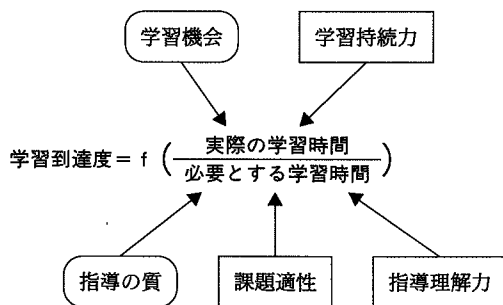 学習機会
学習持続力
学習到達度＝f（実際の学習時間
必要とする学習時間）
指導の質
課題適性
指導理解力